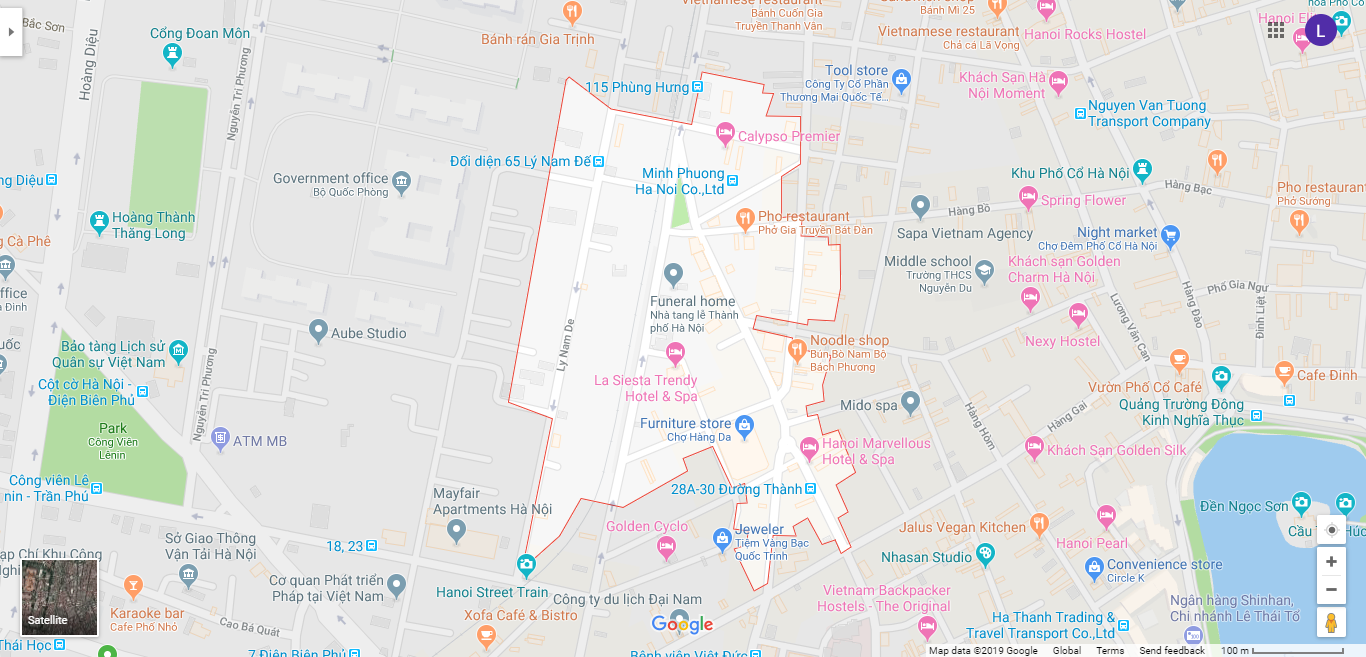 Bắc Sơn
Hoàng Diệu
Cổng Đoan Môn
Nguyễn Tri Phương
Bánh rán Gia Trịnh
Vietnamese restaurant
Bánh Cuốn Gia
Truyền Thanh Vân
Bánh Mì 25
Vietnamese restaurant
Chả cá Lã Vọng
Hanoi Rocks Hostel
Hanoi
L
115 Phùng Hưng
Tool store
Công Ty Cổ Phần
Thương Mại Quốc Tế...
Khách Sạn Hà
Nội Moment
Nguyen Van Tuong
Transport Company
Calypso Premier
Đối diện 65 Lý Nam Đế
Minh Phuong
Ha Noi Co.,Ltd
Government office
Bộ Quốc Phòng
Hoàng Thành
Thăng Long
ng Diệu
g Cà Phê
Khu Phố Cổ Hà Nội
Hàng Bạc
Spring Flower
Hàng Bồ
Pho restaurant
Phở Sướng
Pho restaurant
Phở Gia Truyền Bát Đàn
Sapa Vietnam Agency
Night market
Chợ Đêm Phố Cổ Hà Nội
Middle school
Trường THCS
Nguyễn Du
Khách sạn Golden
Charm Hà Nội
Phố Gia Ngư
Hàng Đào
Lương Văn Can
Đinh Liệt
ffice
a Đình
Funeral home
Nhà tang lễ Thành
phố Hà Nội
Aube Studio
Lý Nam Đế
Bảo tàng Lịch sử
Quân sự Việt Nam
Nguyễn Tri Phương
Cột cờ Hà Nội -
Điện Biên Phủ
uốc
Noodle shop
Bún Bò Nam Bộ
Bách Phương
Nexy Hostel
La Siesta Trendy
Hotel & Spa
Vườn Phố Cổ Café
Cafe Đinh
Mido spa
Hàng Gai
Hàng Hòm
Quảng Trường Đông
Kinh Nghĩa Thục
Park
Công Viên
Lênin
ATM MB
Furniture store
Chợ Hàng Da
Hanoi Marvellous
Hotel & Spa
Khách Sạn Golden Silk
Công viên Lê
nin - Trần Phú
Mayfair
Apartments Hà Nội
28A-30 Đường Thành
Đền Ngọc Sơn
Cầu
Húc
Golden Cyclo
Jeweler
Tiệm Vàng Bạc
Quốc Trinh
Jalus Vegan Kitchen
Hanoi Pearl
Sở Giao Thông
Vận Tải Hà Nội
18, 23
ạp Chí Khu Công
Nhasan Studio
Convenience store
Circle K
Satellite
Cơ quan Phát triển
Pháp tại Việt Nam
Hanoi Street Train
Công ty du lịch Đại Nam
Vietnam Backpacker
Hostels - The Original
Ngân hàng Shinhan,
Chi nhánh Lê Thái Tổ
Karaoke bar
Cafe Phố Nhỏ
Cao Bá Quát
Xofa Café & Bistro
Google
Ha Thanh Trading &
Travel Transport Co.,Ltd
Thái Học
7 Điện Biên Phủ
Bệnh viện Việt Đức
Map data ©2019 Google
Global
Terms
Send feedback
100 m